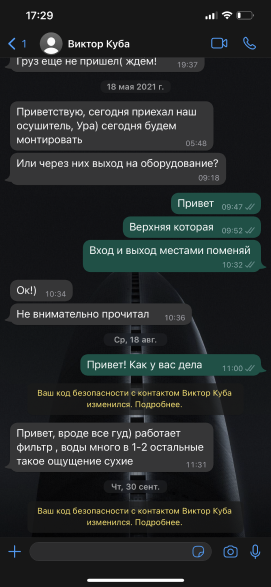 17:29
1
Виктор Куба
Груз еще не пришел( ждем!
19:37
18 мая 2021 г.
Приветствую, сегодня приехал наш
осушитель, Ура) сегодня будем
монтировать
05:48
Или через них выход на оборудование?
09:18
Привет
09:47
Верхняя которая
09:52
Вход и выход местами поменяй
10:32
Ок!)
10:34
Не внимательно прочитал
10:36
Ср, 18 авг.
Привет! Как у вас дела
11:00
Ваш код безопасности с контактом Виктор Куба
изменился. Подробнее.
Привет, вроде все гуд) работает
фильтр , воды много в 1-2 остальные
такое ощущение сухие
11:31
Чт, 30 сент.
Ваш код безопасности с контактом Виктор Куба
изменился. Подробнее.